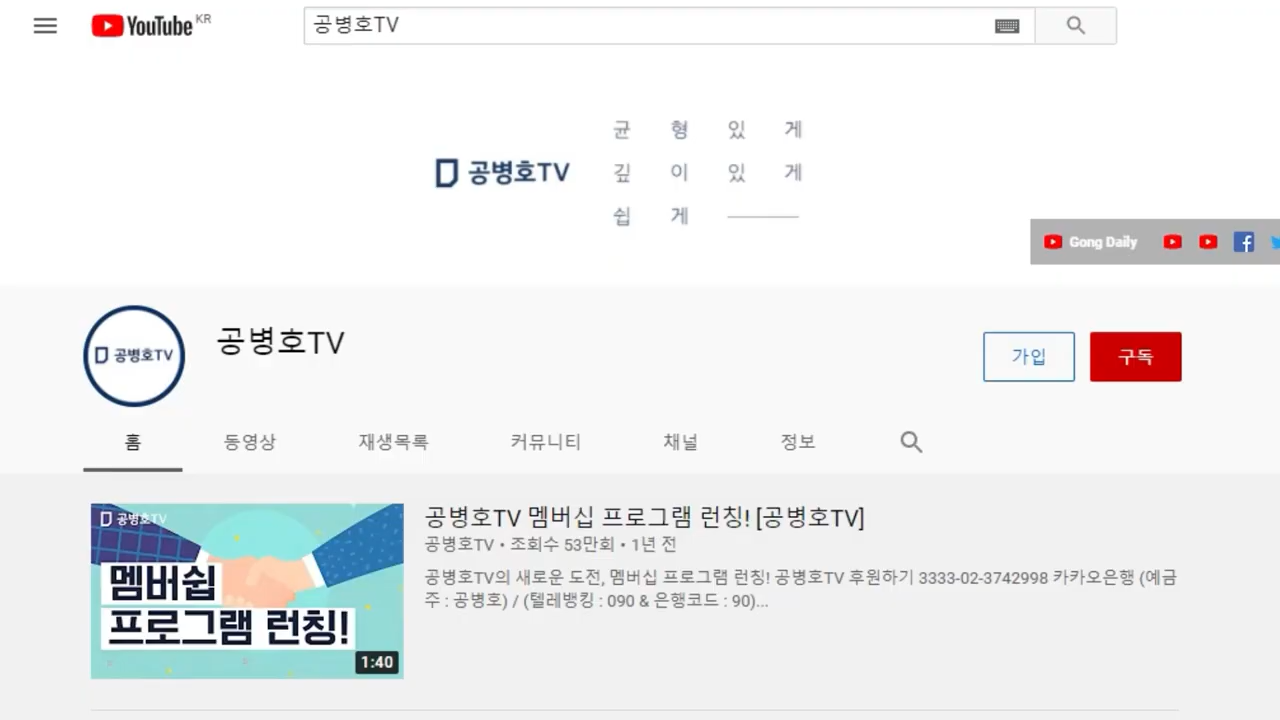 YouTube KR
공병호TV
균 형 있 게
공병호TV
깊 이 있 게
쉽 게
Gong Daily
공병호TV
공병호TV
가입
구독
홈
동영상
재생목록
커뮤니티
채널
정보
공병호TV
멤버쉽
프로그램 런칭!
1:40
공병호TV 멤버십 프로그램 런칭! [공병호TV]
공병호TV • 조회수 53만회 • 1년 전
공병호TV의 새로운 도전, 멤버십 프로그램 런칭! 공병호TV 후원하기 3333-02-3742998 카카오은행 (예금
주 : 공병호) / (텔레뱅킹 : 090 & 은행코드 : 90)...